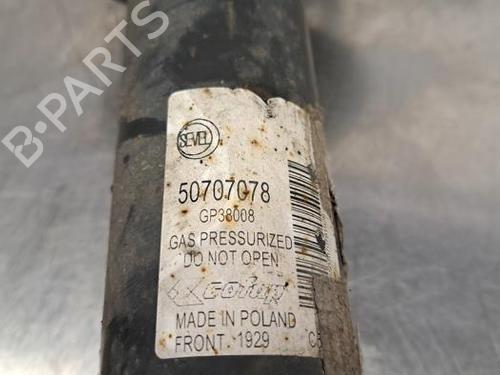 B-PARTS
SEVEL
50707078
GP38008
GAS PRESSURIZED
DO NOT OPEN
MADE IN POLAND
FRONT. 1929